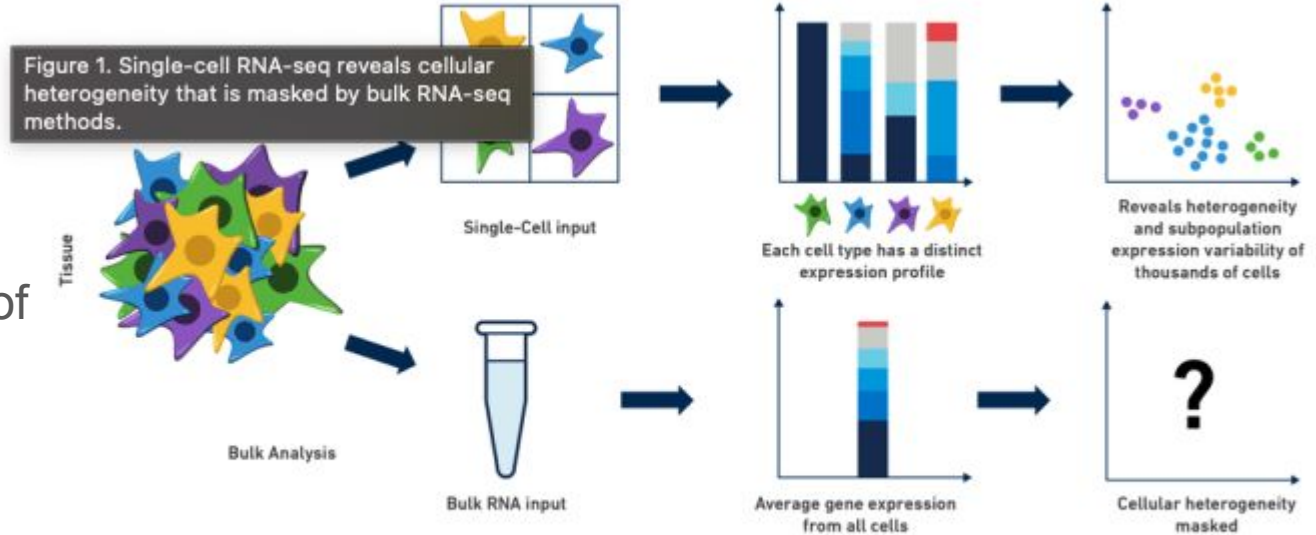 Figure 1. Single-cell RNA-seq reveals cellular
heterogeneity that is masked by bulk RNA-seq
methods.
of
Tissue
Single-Cell input
Each cell type has a distinct
expression profile
Reveals heterogeneity
and subpopulation
expression variability of
thousands of cells
Bulk Analysis
Bulk RNA input
Average gene expression
from all cells
?
Cellular heterogeneity
masked